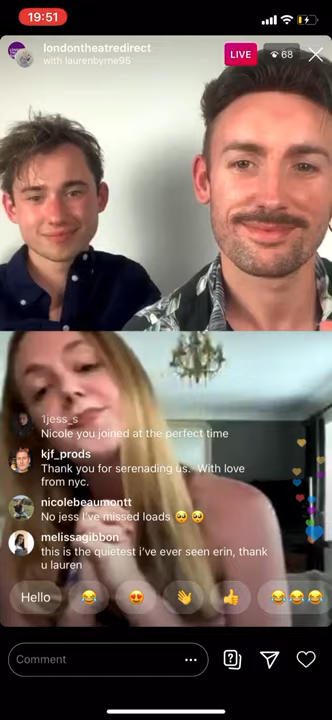 19:51
londontheatredirect
with laurenbyrne95
LIVE
68
1jess_s
Nicole you joined at the perfect time
kjf_prods
Thank you for serenading us. With love
from nyc.
nicolebeaumontt
No jess I've missed loads 🥺🥺
melissagibbon
this is the quietest i've ever seen erin, thank
u lauren
Hello
Comment